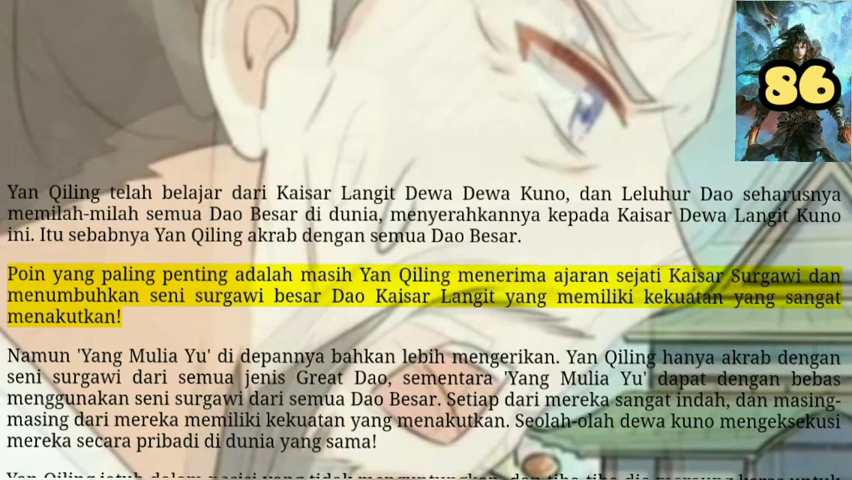 86
Yan Qiling telah belajar dari Kaisar Langit Dewa Dewa Kuno, dan Leluhur Dao seharusnya
memilah-milah semua Dao Besar di dunia, menyerahkannya kepada Kaisar Dewa Langit Kuno
ini. Itu sebabnya Yan Qiling akrab dengan semua Dao Besar.
Poin yang paling penting adalah masih Yan Qiling menerima ajaran sejati Kaisar Surgawi dan
menumbuhkan seni surgawi besar Dao Kaisar Langit yang memiliki kekuatan yang sangat
menakutkan!
Namun 'Yang Mulia Yu' di depannya bahkan lebih mengerikan. Yan Qiling hanya akrab dengan
seni surgawi dari semua jenis Great Dao, sementara 'Yang Mulia Yu' dapat dengan bebas
menggunakan seni surgawi dari semua Dao Besar. Setiap dari mereka sangat indah, dan masing-
masing dari mereka memiliki kekuatan yang menakutkan. Seolah-olah dewa kuno mengeksekusi
mereka secara pribadi di dunia yang sama!